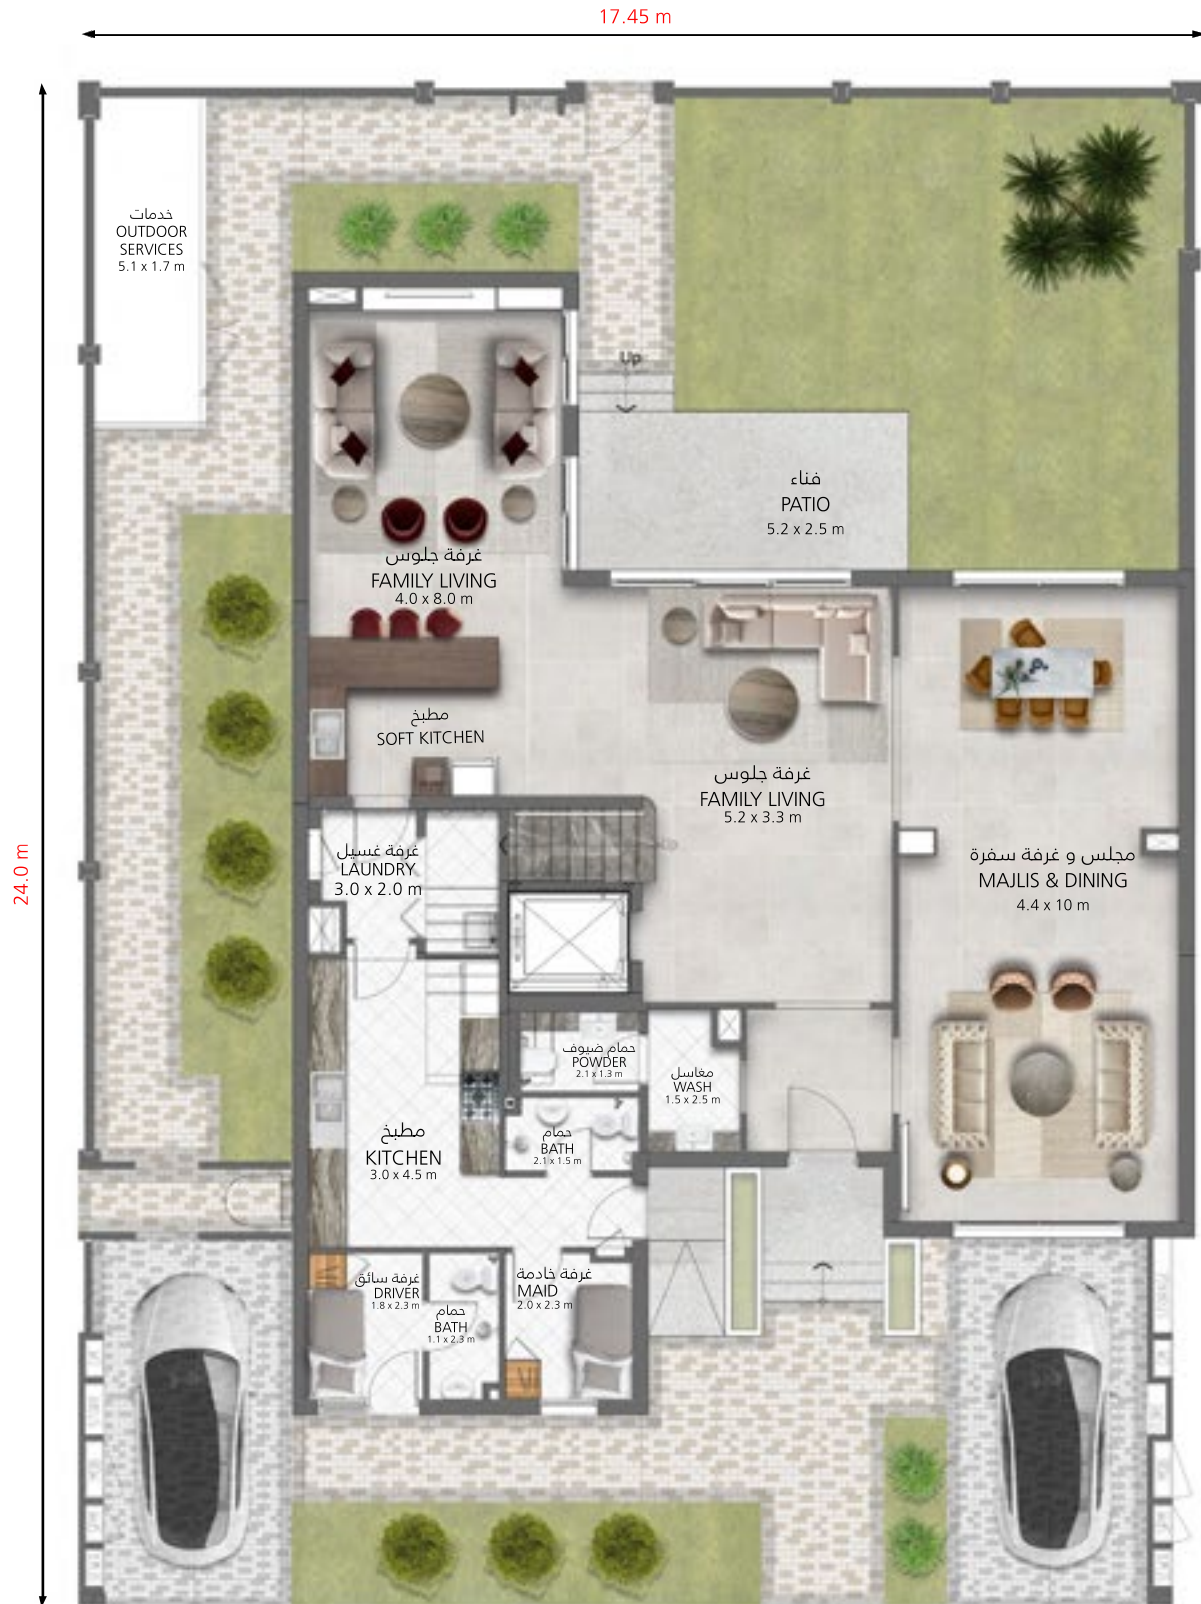 17.45 m
24.0 m
خدمات
OUTDOOR
SERVICES
5.1 x 1.7 m
Up
فناء
PATIO
5.2 x 2.5 m
غرفة جلوس
FAMILY LIVING
4.0 x 8.0 m
مطبخ
SOFT KITCHEN
غرفة جلوس
FAMILY LIVING
5.2 x 3.3 m
مجلس و غرفة سفرة
MAJLIS & DINING
4.4 x 10 m
غرفة غسيل
LAUNDRY
3.0 x 2.0 m
Up
حمام ضيوف
POWDER
2.1 x 1.3 m
مغاسل
WASH
1.5 x 2.5 m
حمام
BATH
2.1 x 1.5 m
مطبخ
KITCHEN
3.0 x 4.5 m
غرفة سائق
DRIVER
1.8 x 2.3 m
حمام
BATH
1.1 x 2.3 m
غرفة خادمة
MAID
2.0 x 2.3 m